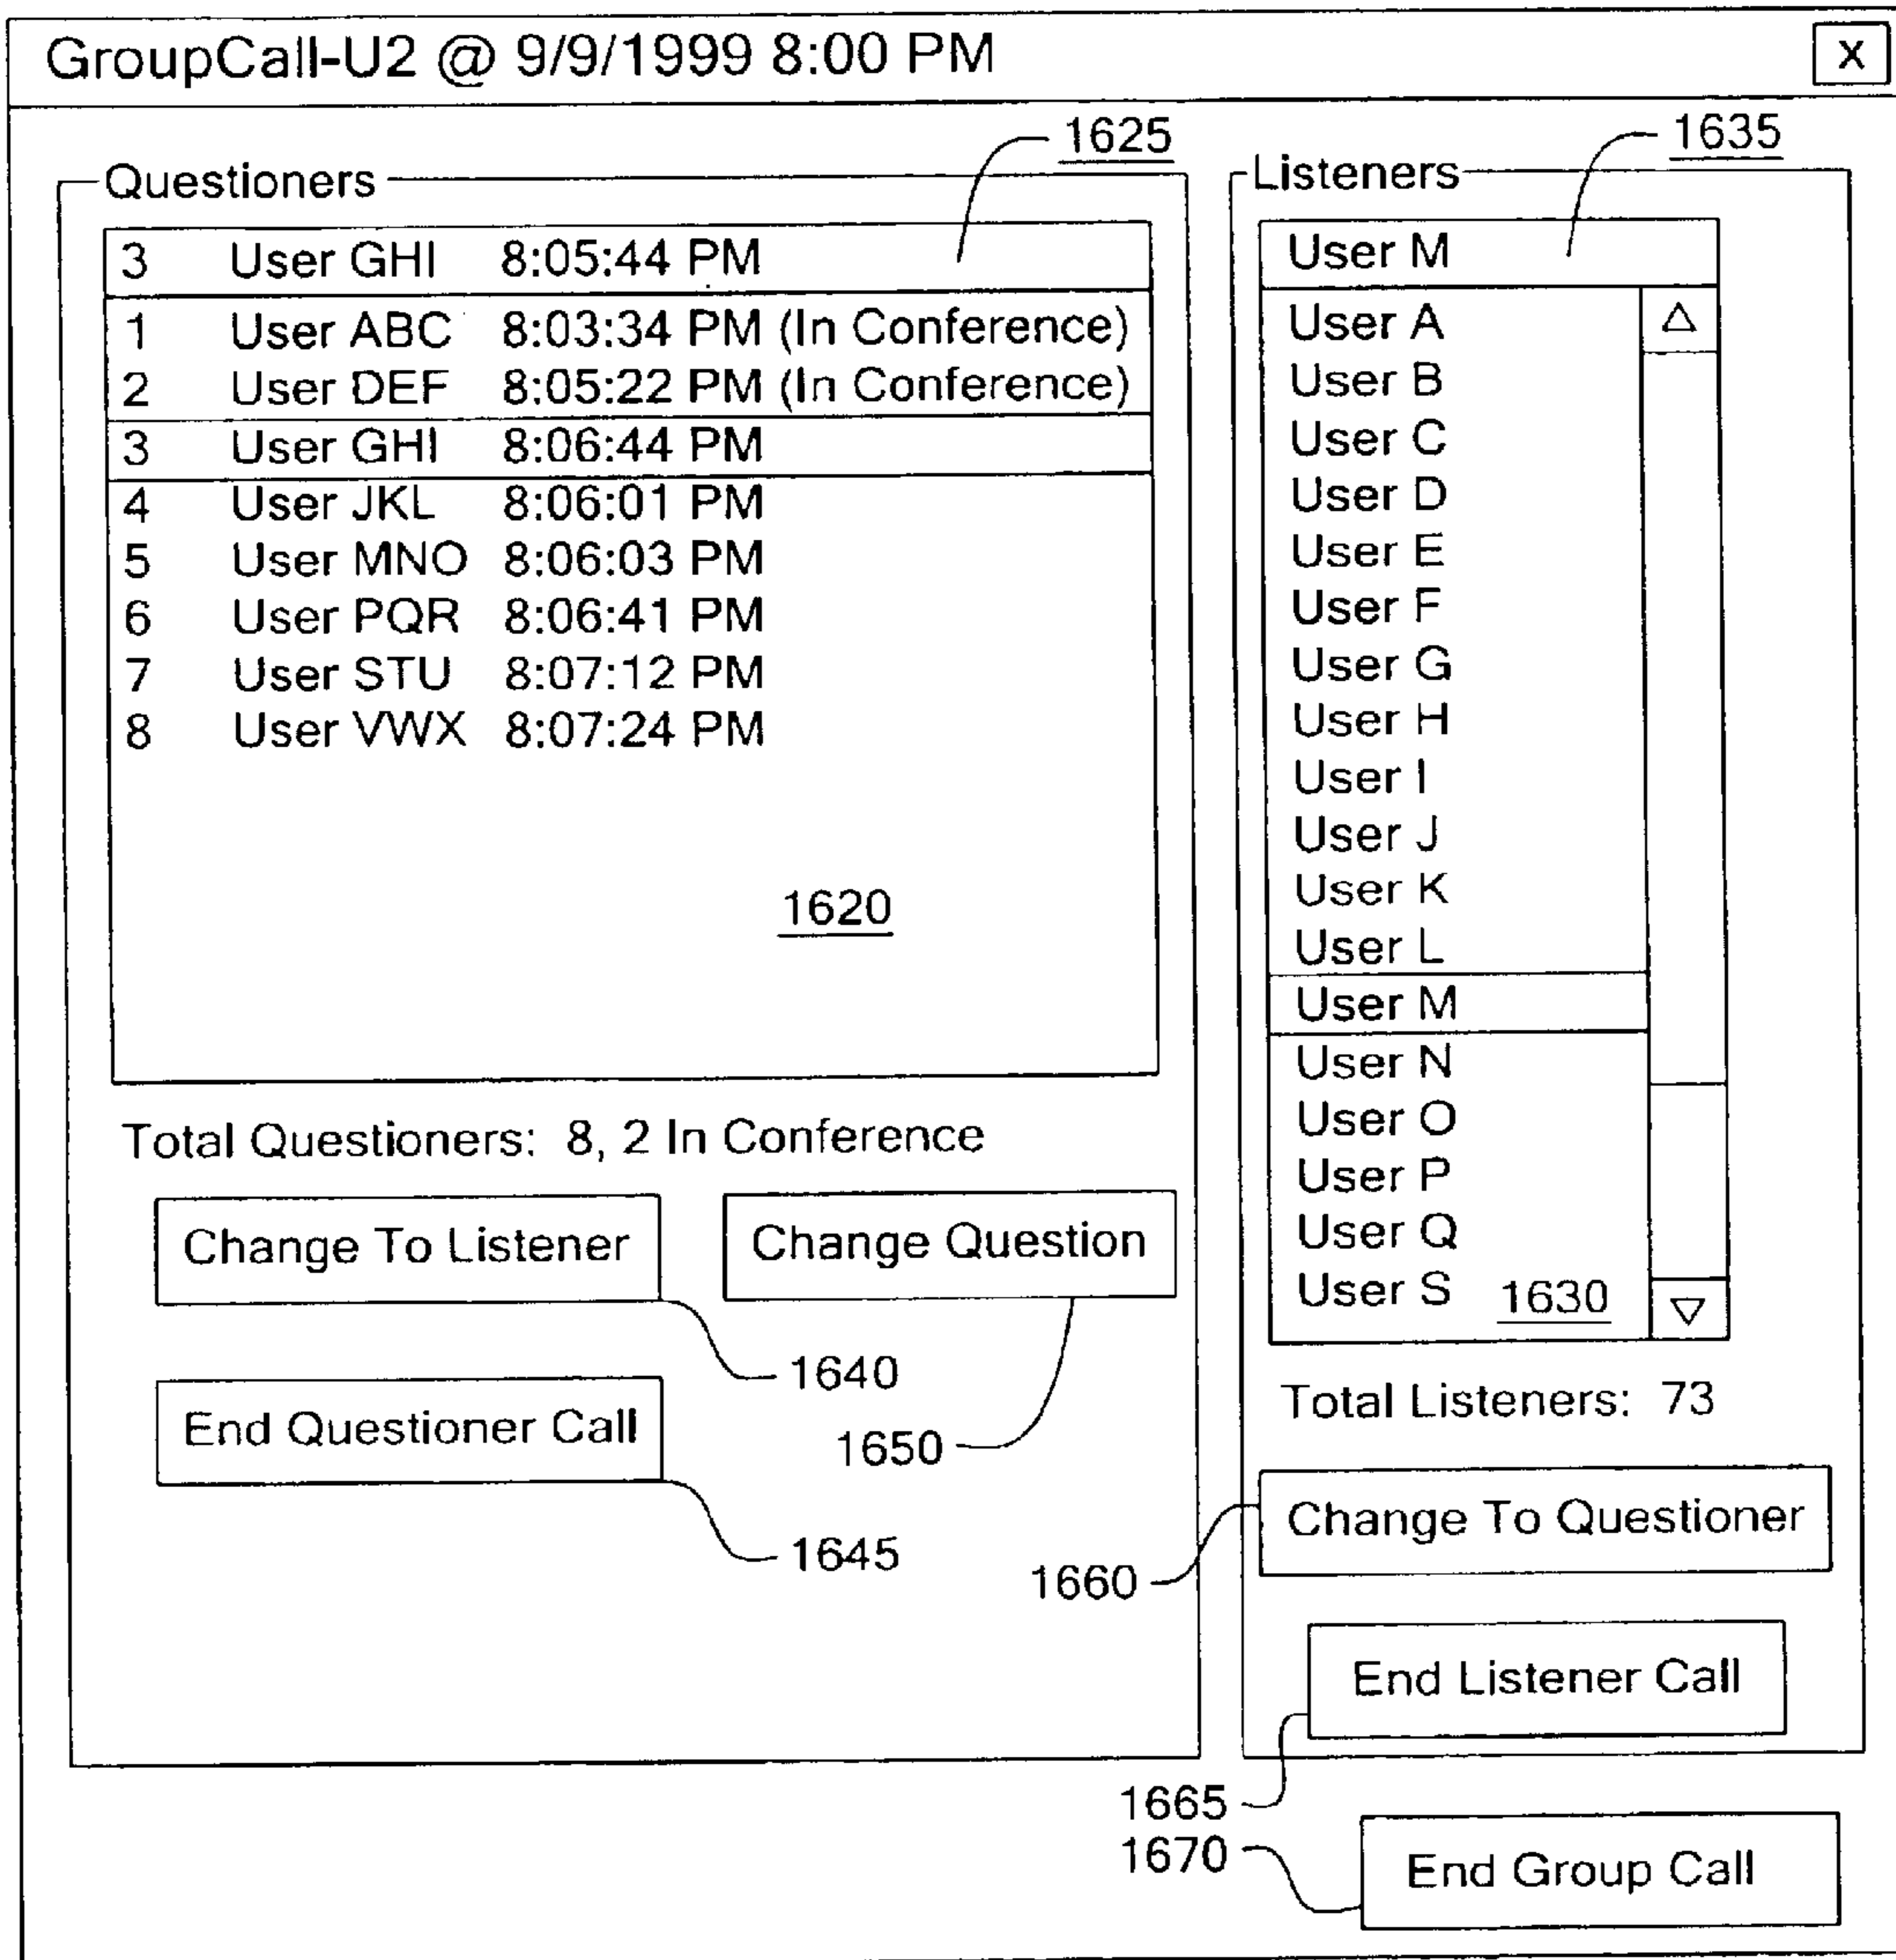 GroupCall-U2 @ 9/9/1999 8:00 PM
X
1625
Questioners
3 User GHI 8:05:44 PM
1 User ABC 8:03:34 PM (In Conference)
2 User DEF 8:05:22 PM (In Conference)
3 User GHI 8:06:44 PM
4 User JKL 8:06:01 PM
5 User MNO 8:06:03 PM
6 User PQR 8:06:41 PM
7 User STU 8:07:12 PM
8 User VWX 8:07:24 PM
1620
Total Questioners: 8, 2 In Conference
Change To Listener
Change Question
1640
End Questioner Call
1650
1645
1635
Listeners
User M
User A
User B
User C
User D
User E
User F
User G
User H
User I
User J
User K
User L
User M
User N
User O
User P
User Q
User S
1630
Total Listeners: 73
Change To Questioner
1660
End Listener Call
1665
1670
End Group Call